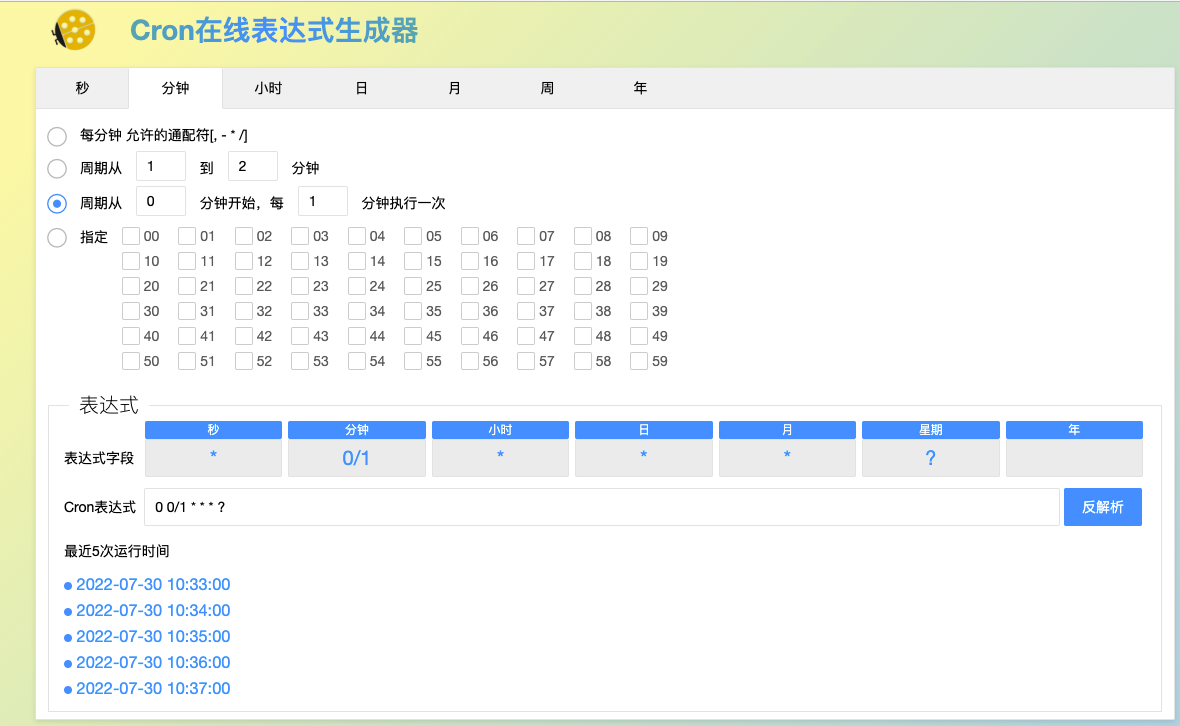 Cron在线表达式生成器
秒 分钟 小时 日 月 周 年
每分钟 允许的通配符[, - * /]
周期从 1 到 2 分钟
周期从 0 分钟开始，每 1 分钟执行一次
指定 00 01 02 03 04 05 06 07 08 09
10 11 12 13 14 15 16 17 18 19
20 21 22 23 24 25 26 27 28 29
30 31 32 33 34 35 36 37 38 39
40 41 42 43 44 45 46 47 48 49
50 51 52 53 54 55 56 57 58 59
表达式
秒 分钟 小时 日 月 星期 年
表达式字段 * 0/1 * * * ?
Cron表达式 0 0/1 * * * ? 反解析
最近5次运行时间
2022-07-30 10:33:00
2022-07-30 10:34:00
2022-07-30 10:35:00
2022-07-30 10:36:00
2022-07-30 10:37:00